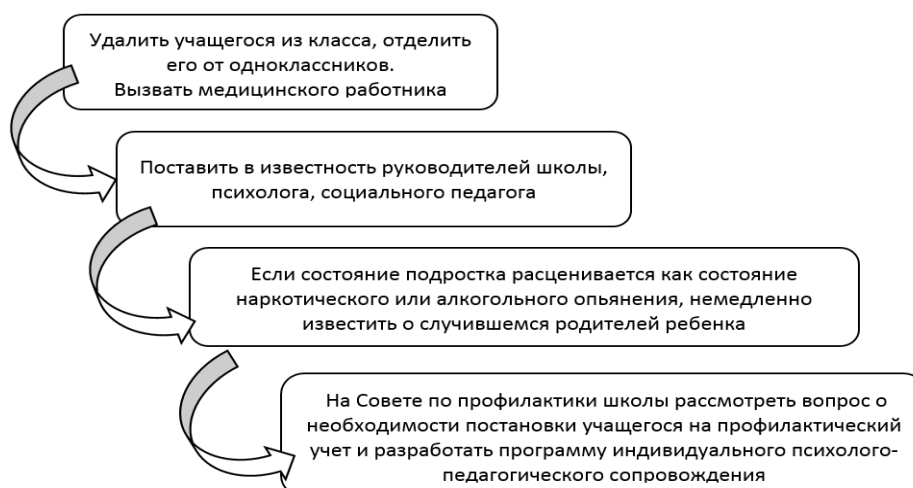 Удалить учащегося из класса, отделить
его от одноклассников.
Вызвать медицинского работника
Поставить в известность руководителей школы,
психолога, социального педагога
Если состояние подростка расценивается как состояние
наркотического или алкогольного опьянения, немедленно
известить о случившемся родителей ребенка
На Совете по профилактики школы рассмотреть вопрос о
необходимости постановки учащегося на профилактический
учет и разработать программу индивидуального психолого-
педагогического сопровождения